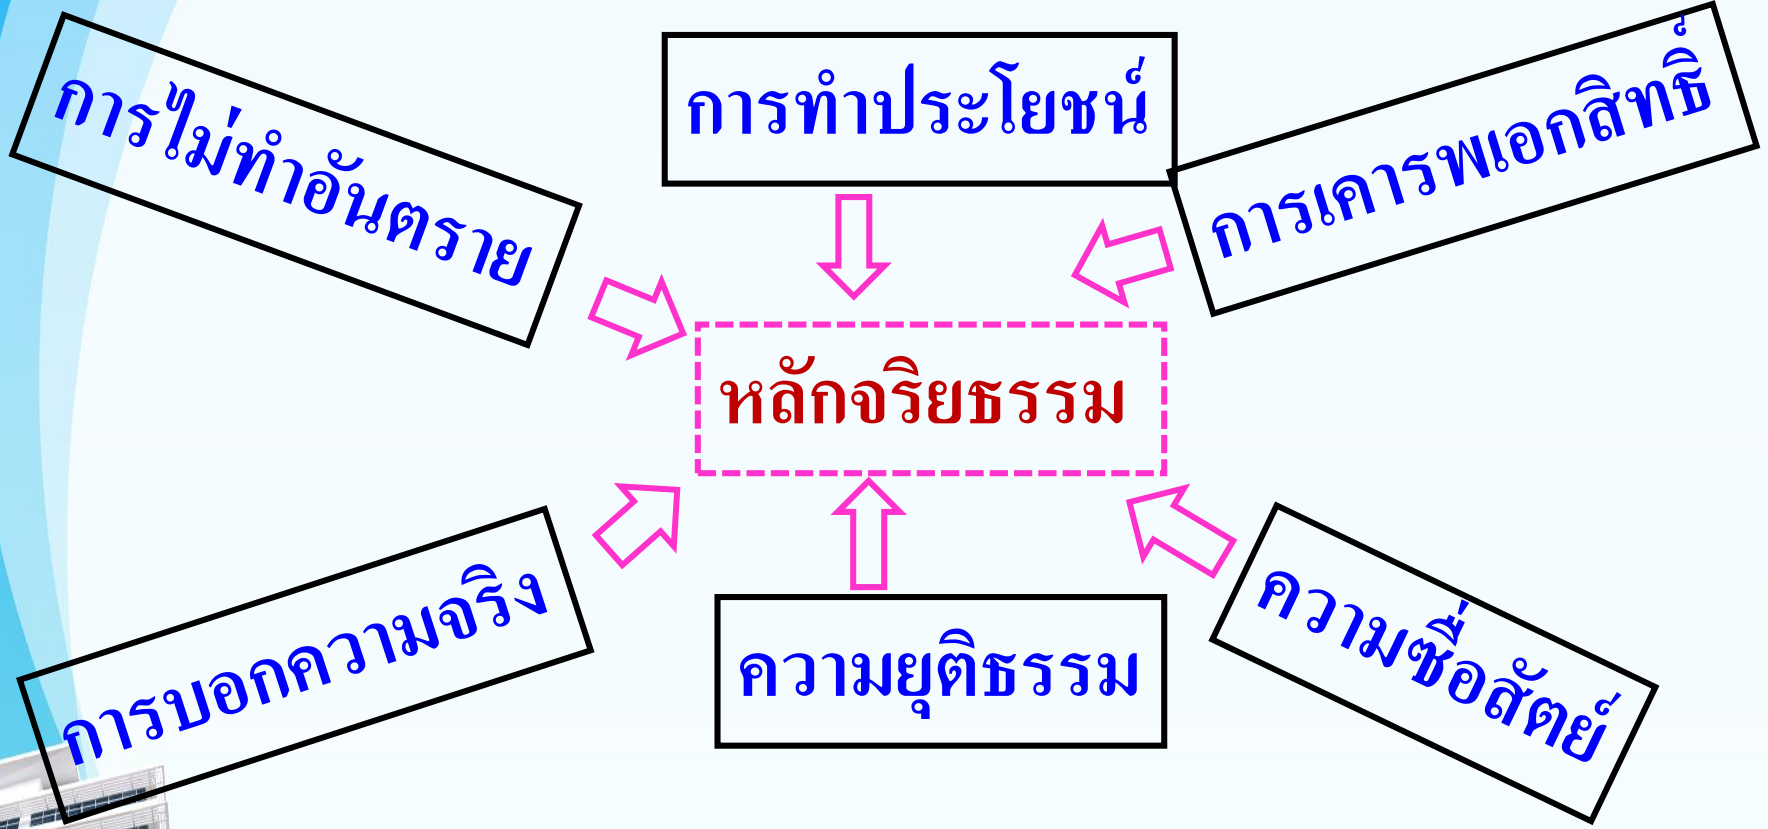 การไม่ทำอันตราย
การทำประโยชน์
การเคารพเอกสิทธิ์
หลักจริยธรรม
การบอกความจริง
ความยุติธรรม
ความซื่อสัตย์